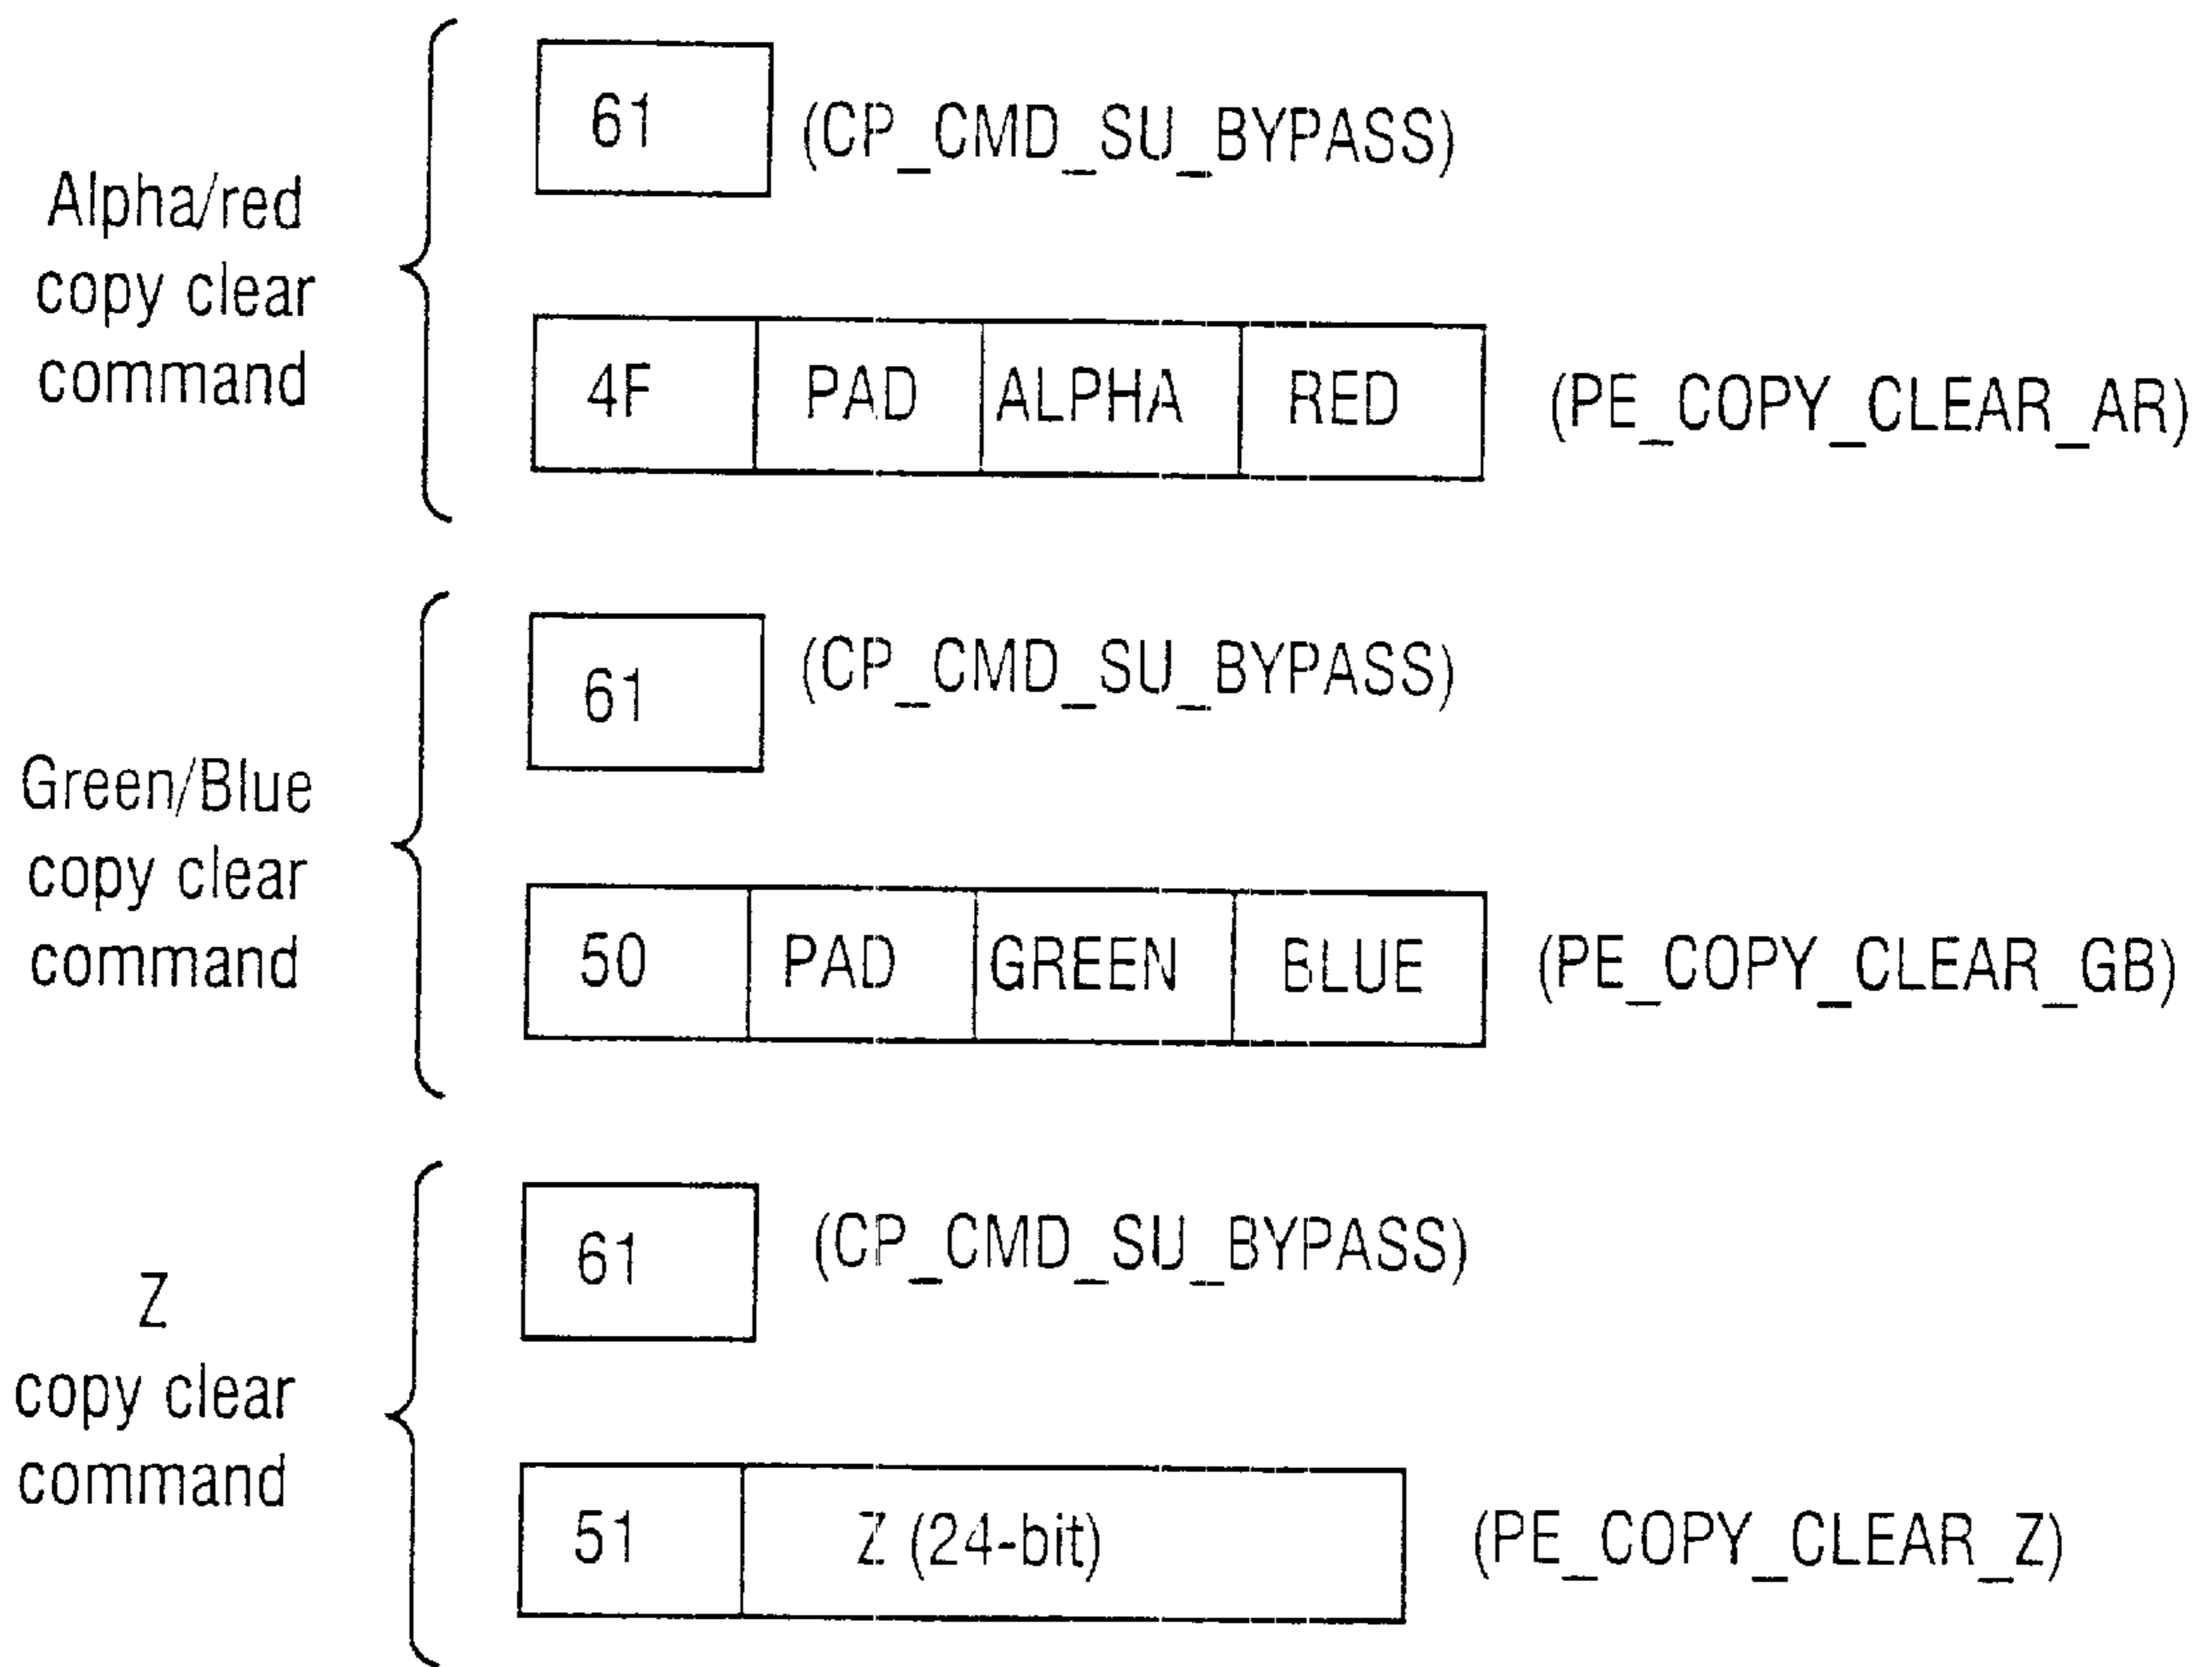 61 (CP_CMD_SU_BYPASS)
Alpha/red
copy clear
command
4F PAD ALPHA RED (PE_COPY_CLEAR_AR)
61 (CP_CMD_SU_BYPASS)
Green/Blue
copy clear
command
50 PAD GREEN BLUE (PE_COPY_CLEAR_GB)
61 (CP_CMD_SU_BYPASS)
Z
copy clear
command
51 Z (24-bit) (PE_COPY_CLEAR_Z)